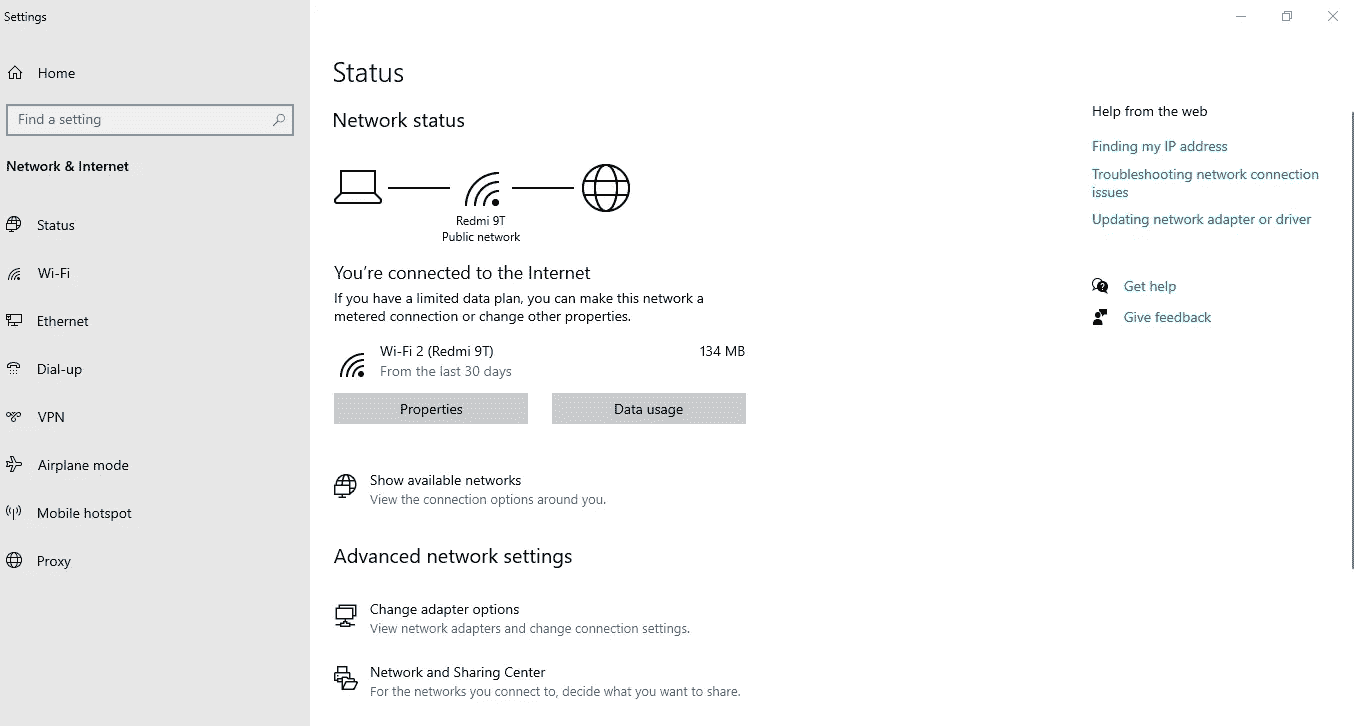 Settings
Home
Find a setting
Network & Internet
Status
Wi-Fi
Ethernet
Dial-up
VPN
Airplane mode
Mobile hotspot
Proxy
Status
Network status
Redmi 9T
Public network
You're connected to the Internet
If you have a limited data plan, you can make this network a
metered connection or change other properties.
Wi-Fi 2 (Redmi 9T) 134 MB
From the last 30 days
Properties Data usage
Show available networks
View the connection options around you.
Advanced network settings
Change adapter options
View network adapters and change connection settings.
Network and Sharing Center
For the networks you connect to, decide what you want to share.
Help from the web
Finding my IP address
Troubleshooting network connection
issues
Updating network adapter or driver
Get help
Give feedback